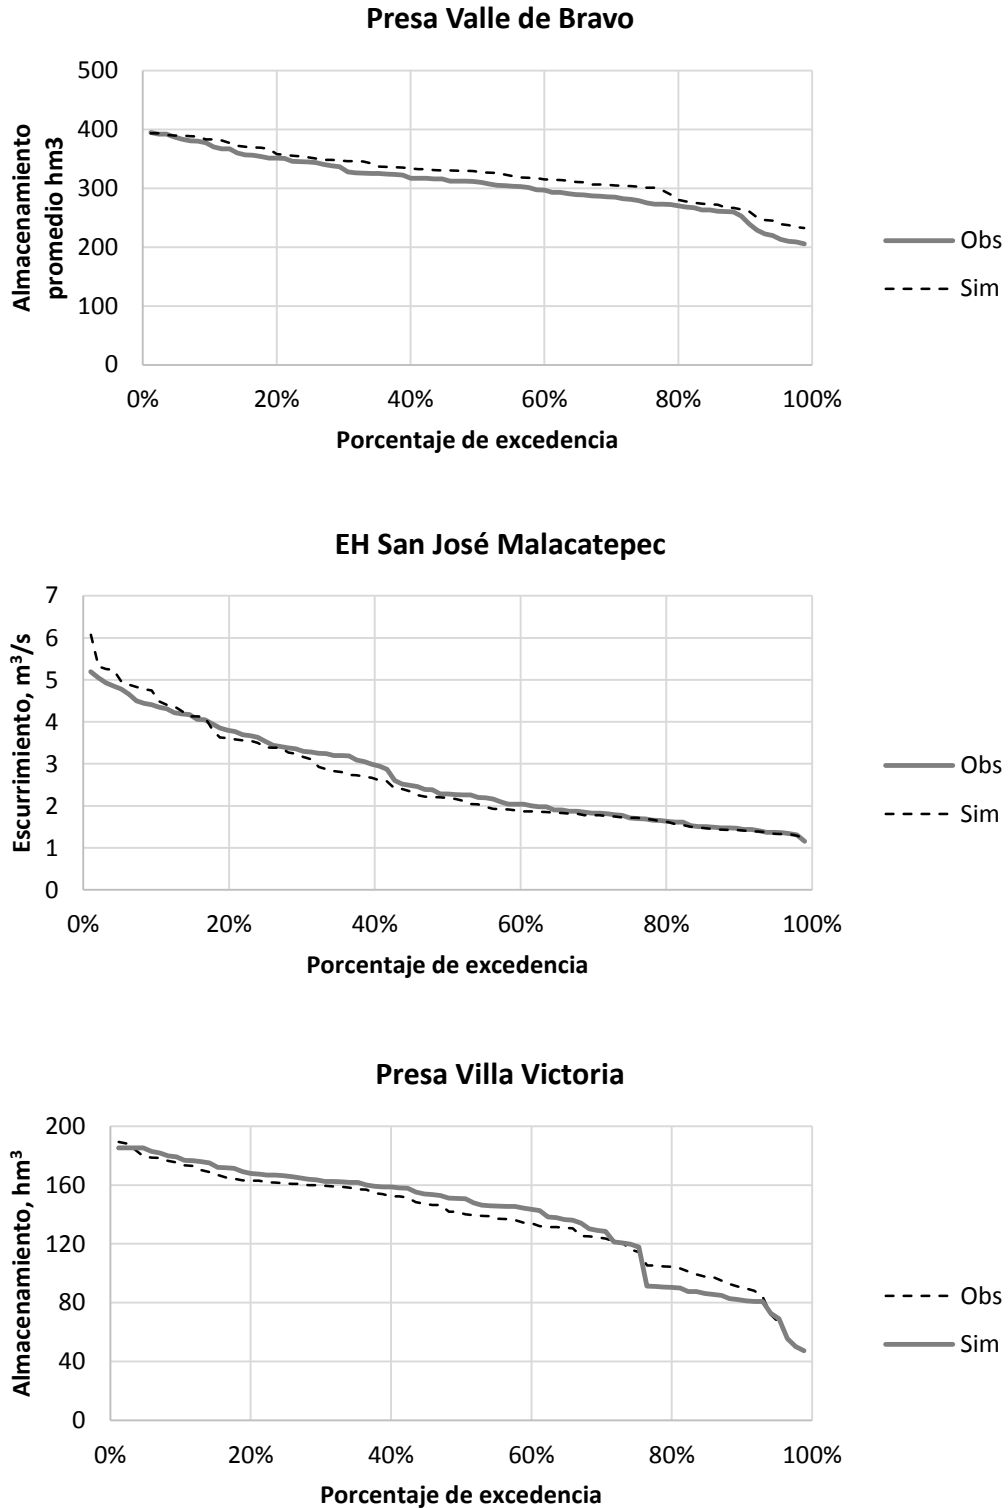 Presa Valle de Bravo
Almacenamiento
promedio hm3
500
400
300
200
100
0
0% 20% 40% 60% 80% 100%
Porcentaje de excedencia
Obs
Sim
EH San José Malacatepec
Escurrimiento, m³/s
7
6
5
4
3
2
1
0
0% 20% 40% 60% 80% 100%
Porcentaje de excedencia
Obs
Sim
Presa Villa Victoria
Almacenamiento, hm³
200
160
120
80
40
0
0% 20% 40% 60% 80% 100%
Porcentaje de excedencia
Obs
Sim